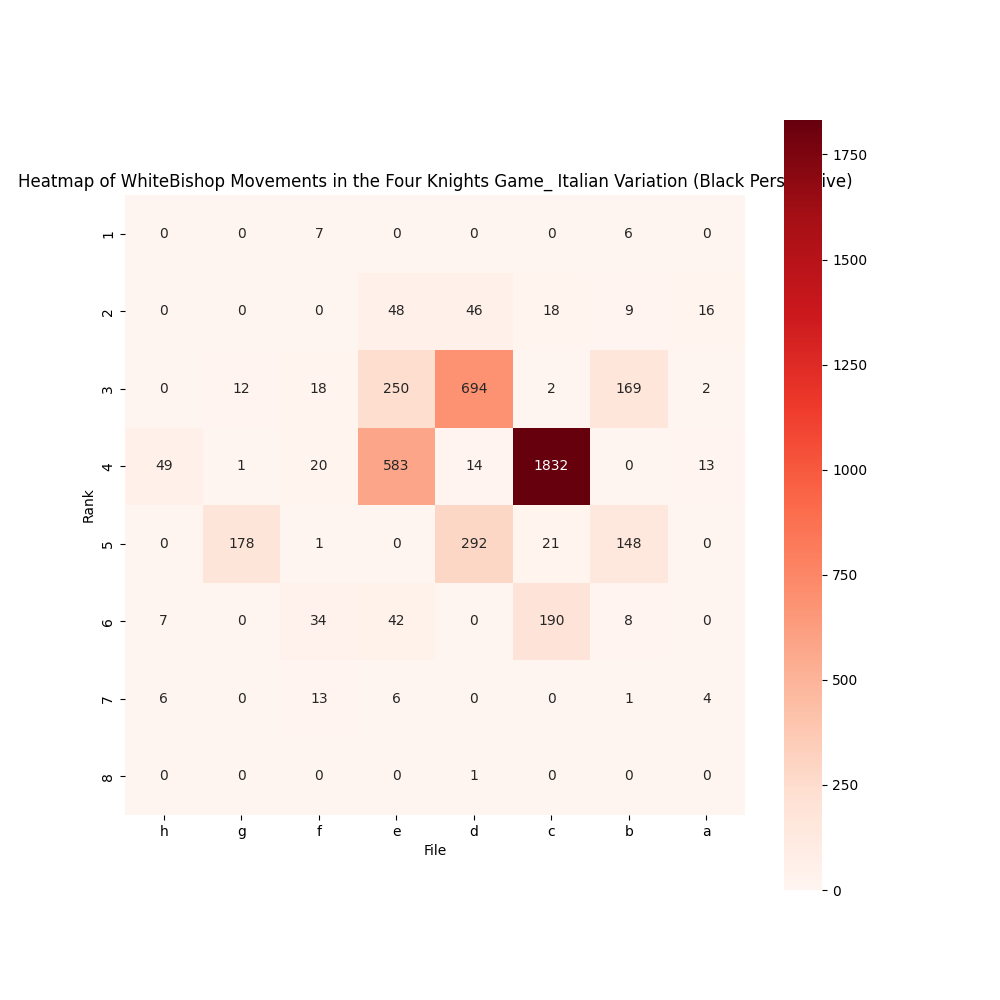 Heatmap of WhiteBishop Movements in the Four Knights Game_ Italian Variation (Black Pers ive)
1750
1 0 0 7 0 0 0 6 0
1500
2 0 0 0 48 46 18 9 16
1250
3 0 12 18 250 694 2 169 2
1000
4 49 1 20 583 14 1832 0 13
Rank
5 0 178 1 0 292 21 148 0
750
6 7 0 34 42 0 190 8 0
500
7 6 0 13 6 0 0 1 4
250
8 0 0 0 0 1 0 0 0
h g f e d c b a
File
0